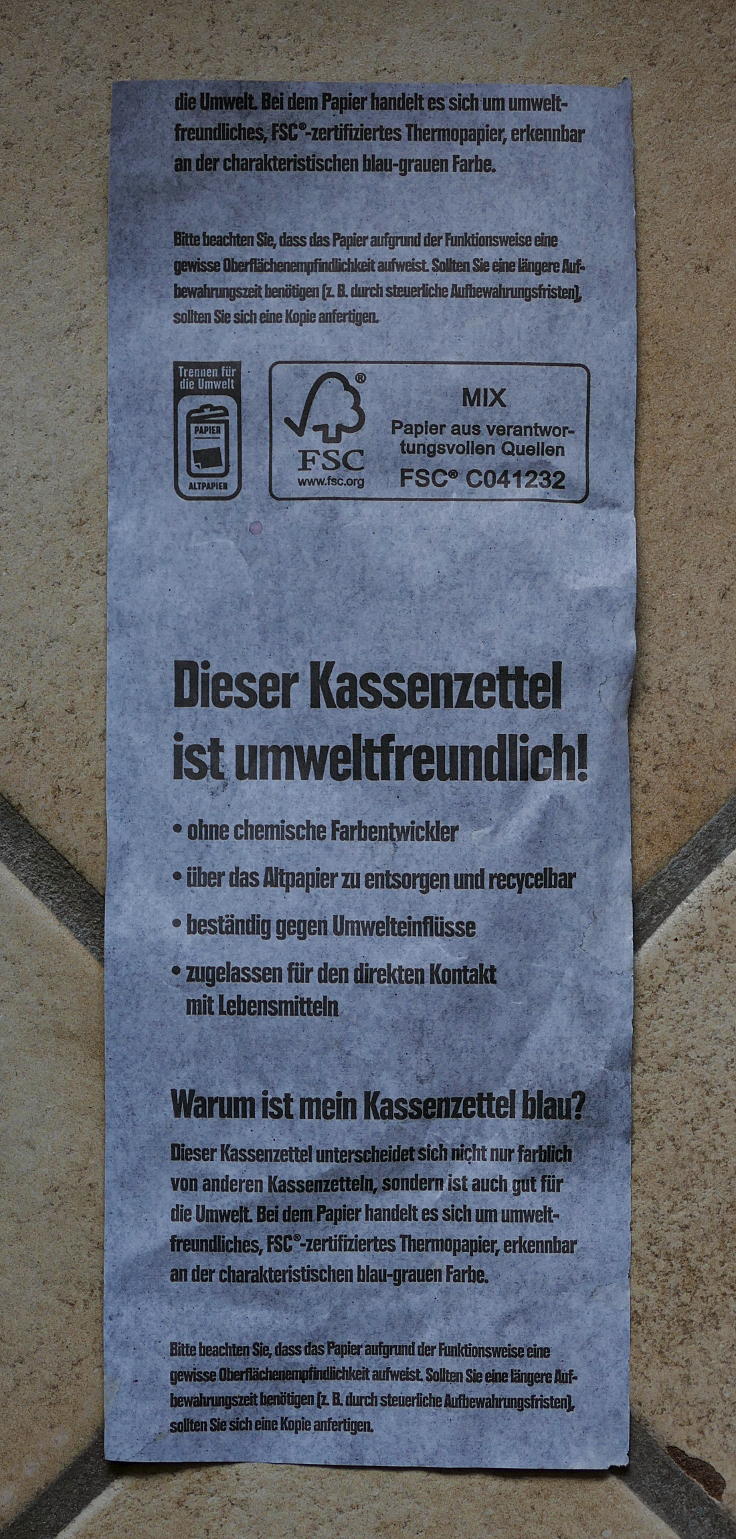 die Umwelt. Bei dem Papier handelt es sich um umwelt-
freundliches, FSC®-zertifiziertes Thermopapier, erkennbar
an der charakteristischen blau-grauen Farbe.
Bitte beachten Sie, dass das Papier aufgrund der Funktionsweise eine
gewisse Oberflächenempfindlichkeit aufweist. Sollten Sie eine längere Auf-
bewahrungszeit benötigen (z. B. durch steuerliche Aufbewahrungsfristen),
sollten Sie sich eine Kopie anfertigen.
Trennen für
die Umwelt
PAPIER
ALTPAPIER
®
FSC
www.fsc.org
MIX
Papier aus verantwor-
tungsvollen Quellen
FSC® C041232
Dieser Kassenzettel
ist umweltfreundlich!
• ohne chemische Farbentwickler
• über das Altpapier zu entsorgen und recycelbar
• beständig gegen Umwelteinflüsse
• zugelassen für den direkten Kontakt
mit Lebensmitteln
Warum ist mein Kassenzettel blau?
Dieser Kassenzettel unterscheidet sich nicht nur farblich
von anderen Kassenzetteln, sondern ist auch gut für
die Umwelt. Bei dem Papier handelt es sich um umwelt-
freundliches, FSC®-zertifiziertes Thermopapier, erkennbar
an der charakteristischen blau-grauen Farbe.
Bitte beachten Sie, dass das Papier aufgrund der Funktionsweise eine
gewisse Oberflächenempfindlichkeit aufweist. Sollten Sie eine längere Auf-
bewahrungszeit benötigen (z. B. durch steuerliche Aufbewahrungsfristen),
sollten Sie sich eine Kopie anfertigen.